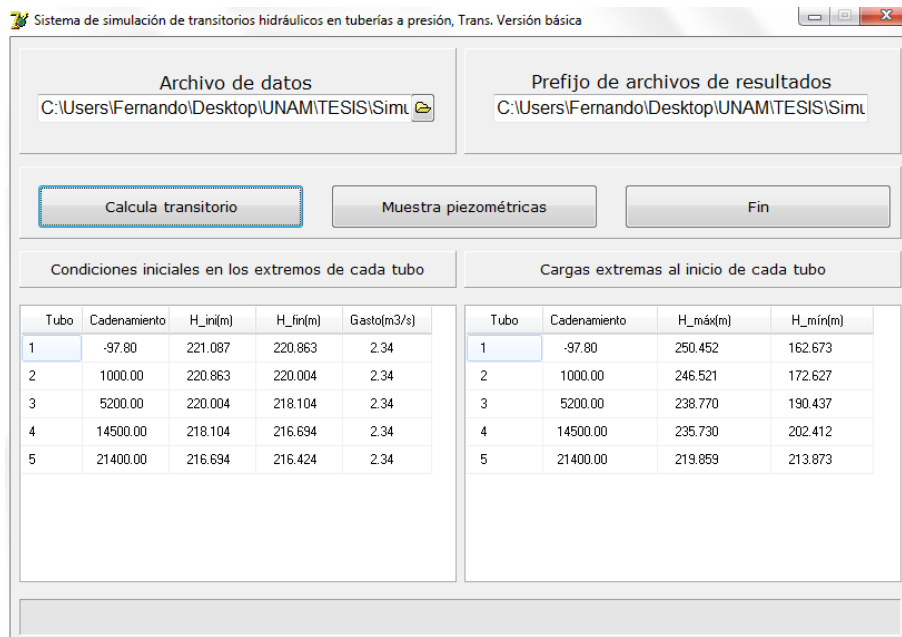 Sistema de simulación de transitorios hidráulicos en tuberías a presión, Trans. Versión básica
Archivo de datos
C:\Users\Fernando\Desktop\UNAM\TESIS\Simu
Prefijo de archivos de resultados
C:\Users\Fernando\Desktop\UNAM\TESIS\Simu
Calcula transitorio
Muestra piezométricas
Fin
Condiciones iniciales en los extremos de cada tubo
Tubo Cadenamiento H_ini(m) H_fin(m) Gasto(m3/s)
1 -97.80 221.087 220.863 2.34
2 1000.00 220.863 220.004 2.34
3 5200.00 220.004 218.104 2.34
4 14500.00 218.104 216.694 2.34
5 21400.00 216.694 216.424 2.34
Cargas extremas al inicio de cada tubo
Tubo Cadenamiento H_máx(m) H_mín(m)
1 -97.80 250.452 162.673
2 1000.00 246.521 172.627
3 5200.00 238.770 190.437
4 14500.00 235.730 202.412
5 21400.00 219.859 213.873